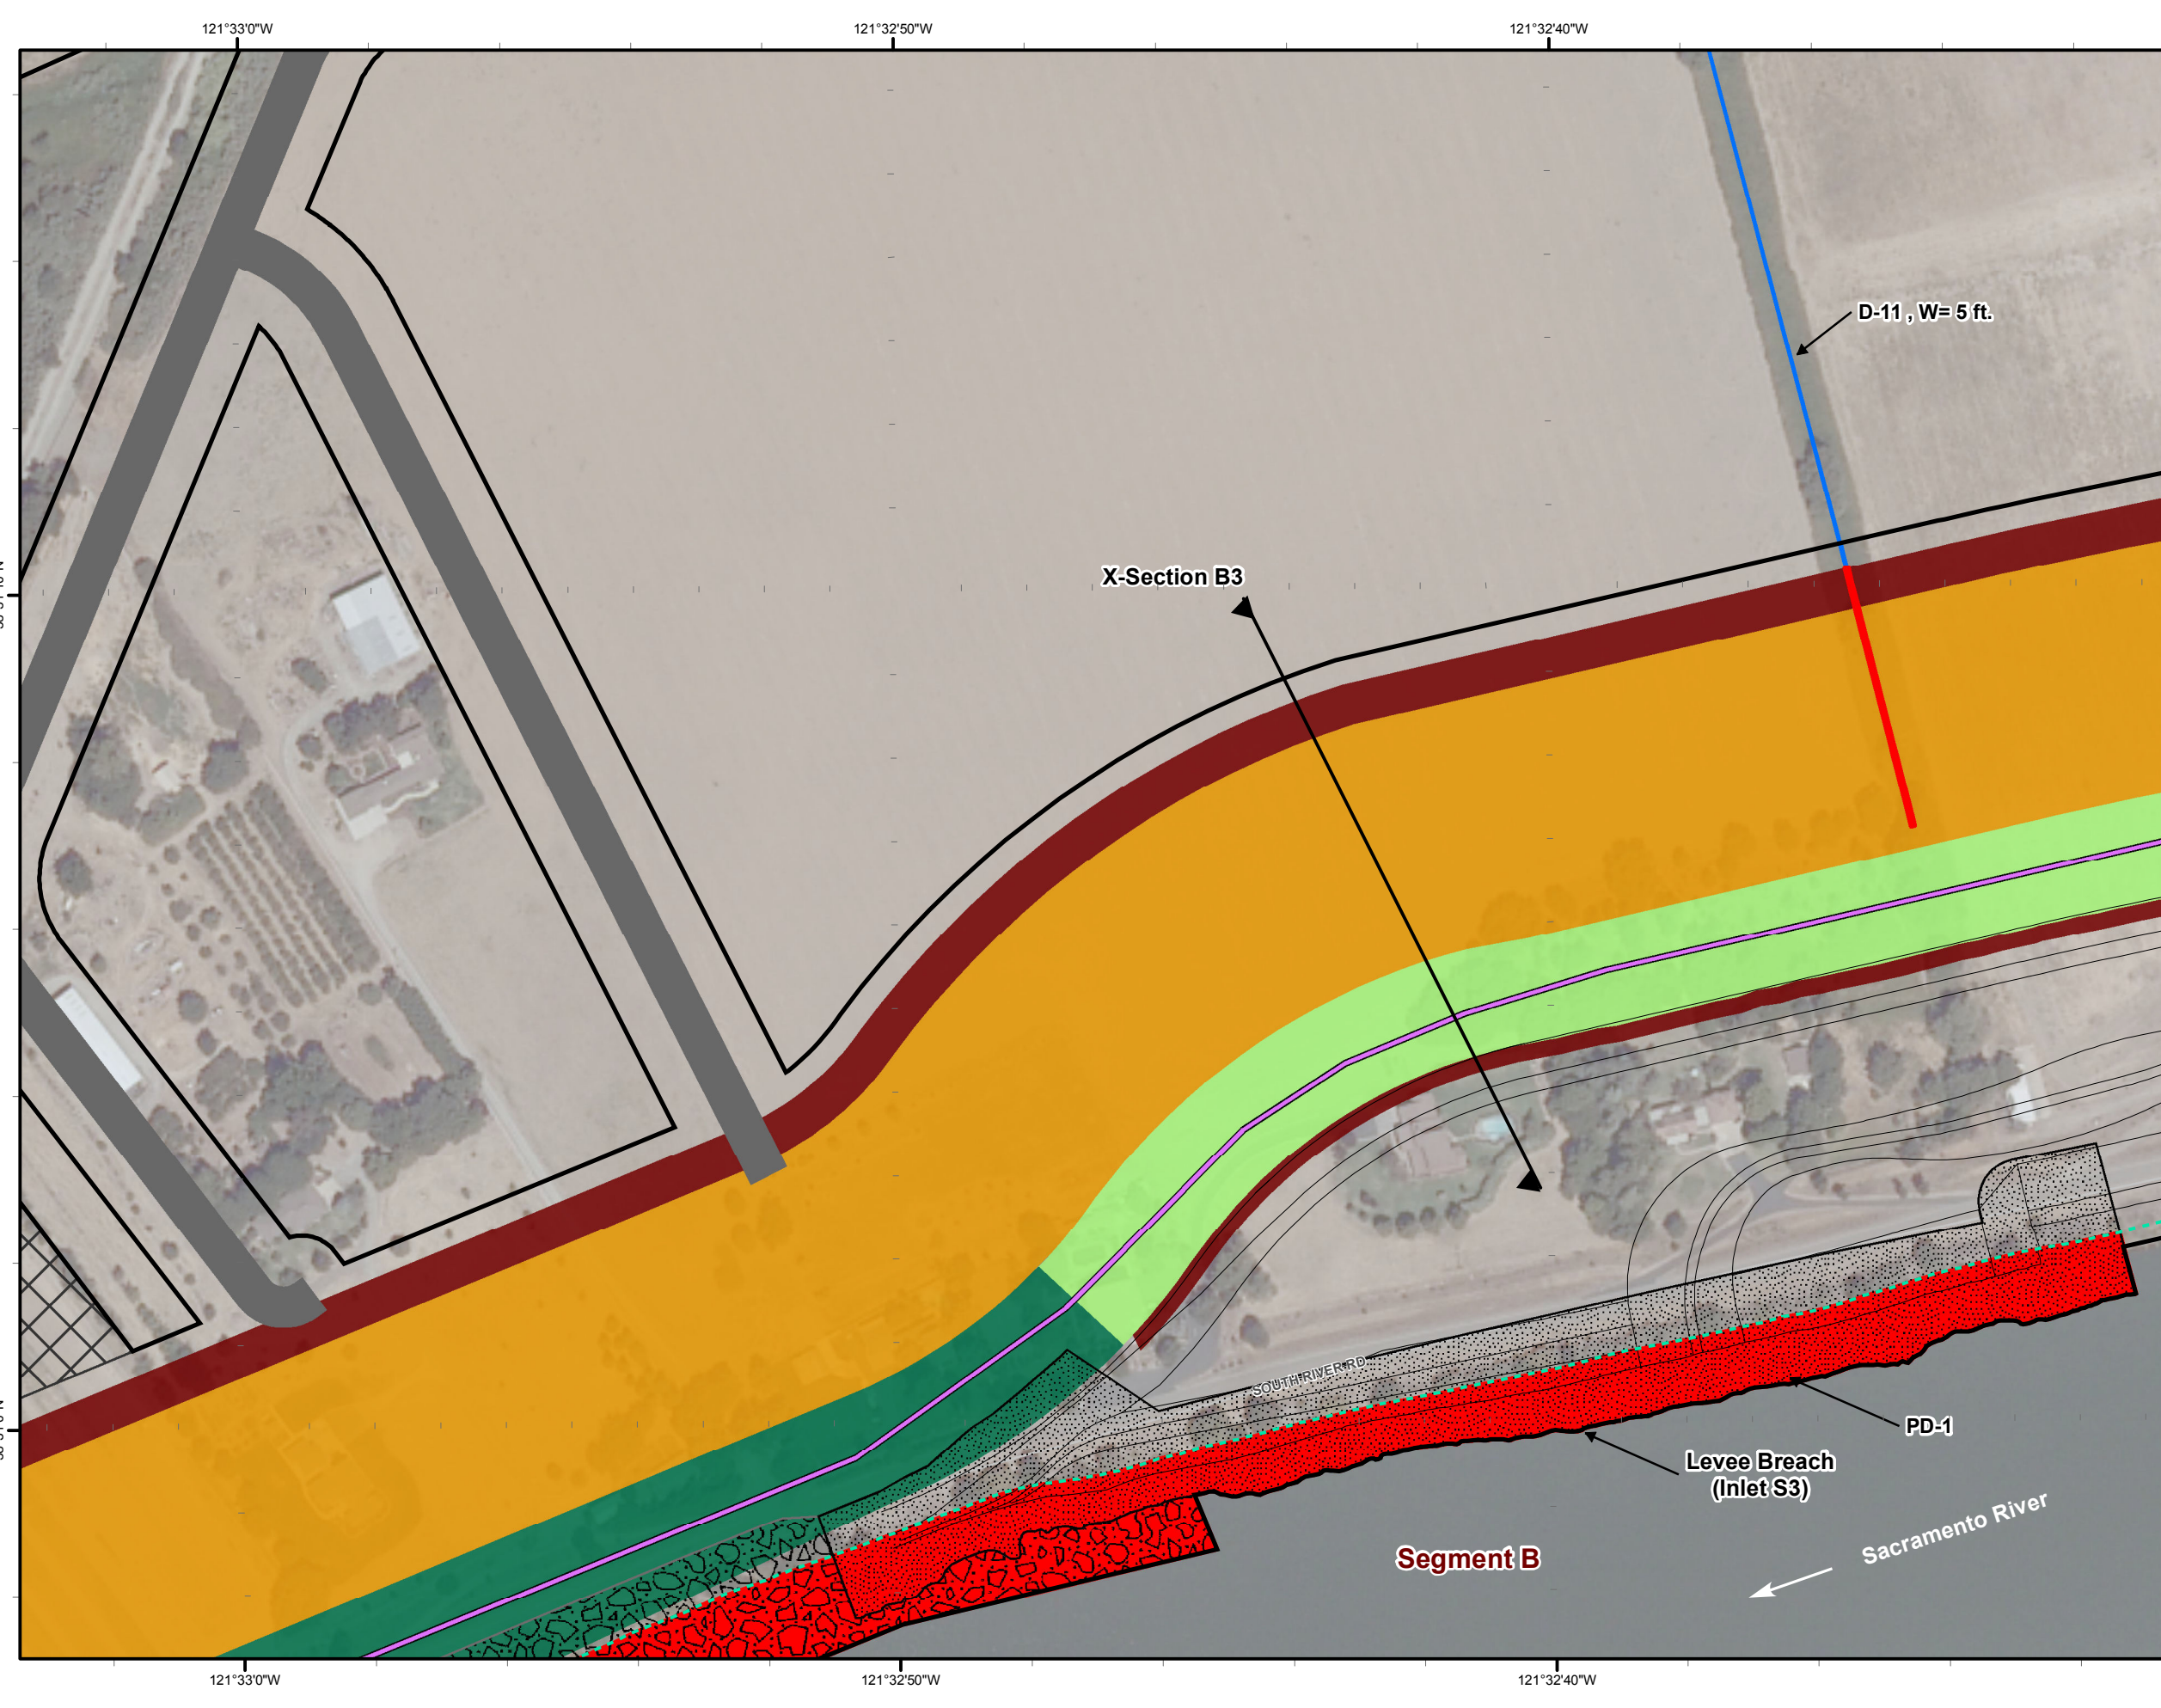 121°33'0"W
121°32'50"W
121°32'40"W
D-11 , W= 5 ft.
X-Section B3
SOUTH RIVER RD
PD-1
Levee Breach
(Inlet S3)
Sacramento River
Segment B
121°33'0"W
121°32'50"W
121°32'40"W